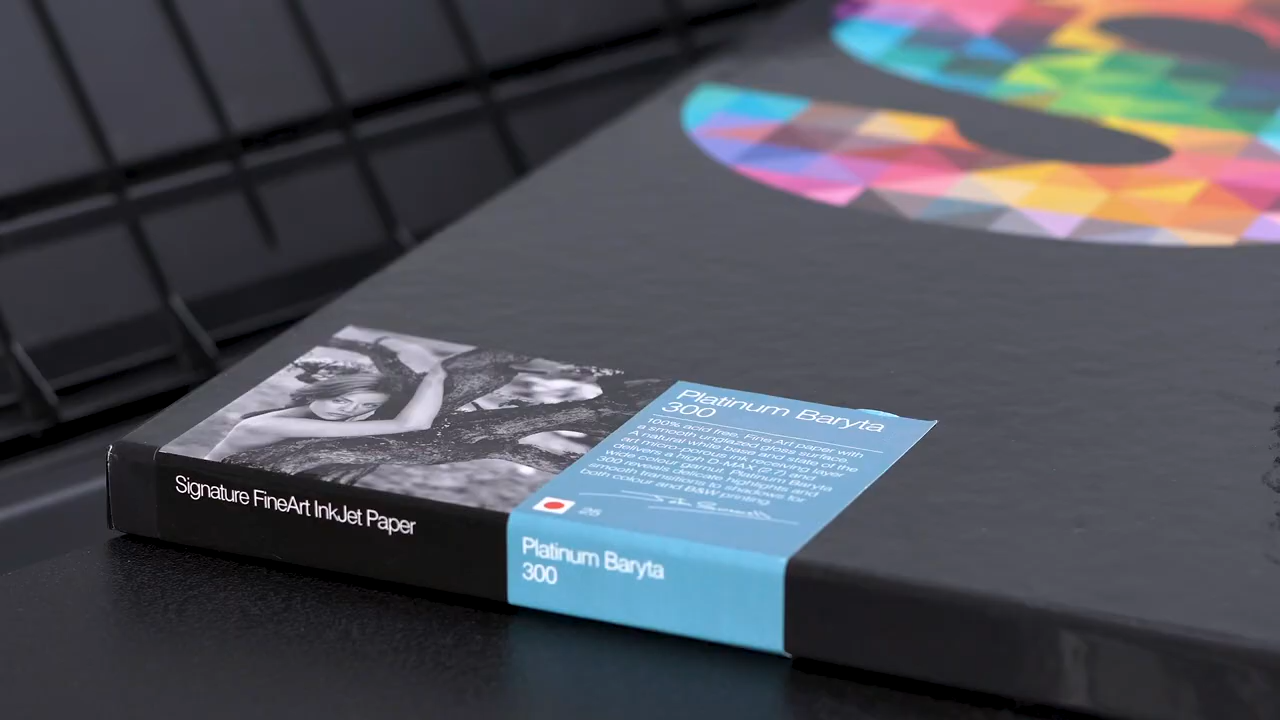 Platinum Baryta
300
100% acid free, Fine Art paper with
a smooth unglazed gloss surface.
A natural white base and state of the
art micro porous receiving layer
delivers a high D-MAX (2.7) and
wide colour gamut. Platinum Baryta
300 reveals delicate highlights and
smooth transitions to shadows for
both colour and B&W printing.
25
Signature FineArt InkJet Paper
Platinum Baryta
300